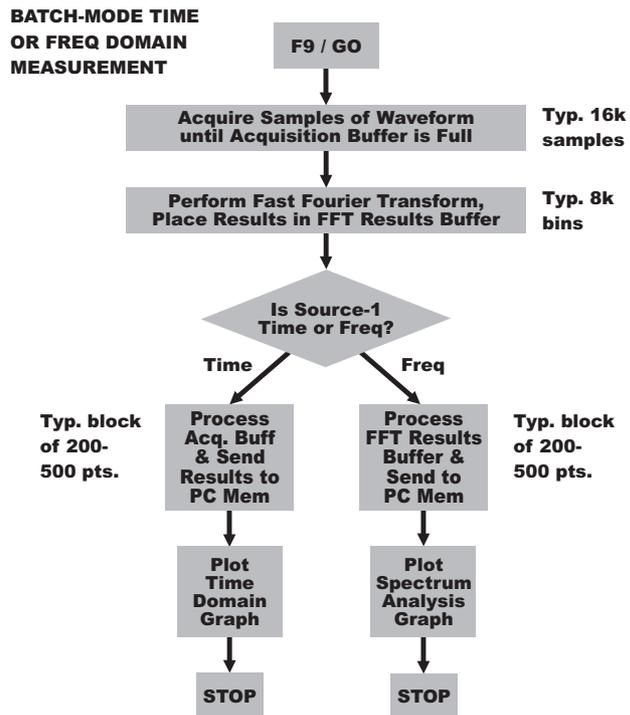 BATCH-MODE TIME
OR FREQ DOMAIN
MEASUREMENT
F9 / GO
Acquire Samples of Waveform
until Acquisition Buffer is Full
Typ. 16k
samples
Perform Fast Fourier Transform,
Place Results in FFT Results Buffer
Typ. 8k
bins
Is Source-1
Time or Freq?
Time
Freq
Typ. block
of 200-
500 pts.
Process
Acq. Buff
& Send
Results to
PC Mem
Process
FFT Results
Buffer &
Send to
PC Mem
Typ. block
of 200-
500 pts.
Plot
Time
Domain
Graph
Plot
Spectrum
Analysis
Graph
STOP
STOP